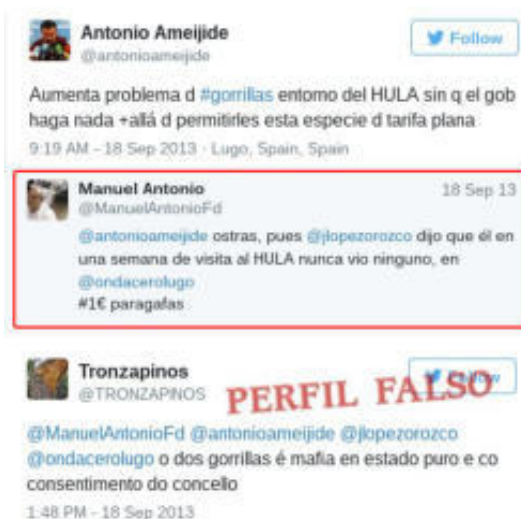 Antonio Ameijide
Follow
@antonioameijide
Aumenta problema d #gorrillas entorno del HULA sin q el gob
haga nada +allá d permitirles esta especie d tarifa plana
9:19 AM - 18 Sep 2013 · Lugo, Spain, Spain
Manuel Antonio
18 Sep 13
@ManuelAntonioFd
@antonioameijide ostras, pues @jlopezorozco dijo que él en
una semana de visita al HULA nunca vio ninguno, en
@ondacerolugo
#1€ paragafas
Tronzapinos
Follow
@TRONZAPINOS
PERFIL FALSO
@ManuelAntonioFd @antonioameijide @jlopezorozco
@ondacerolugo o dos gorrillas é mafia en estado puro e co
consentimento do concello
1:48 PM - 18 Sep 2013